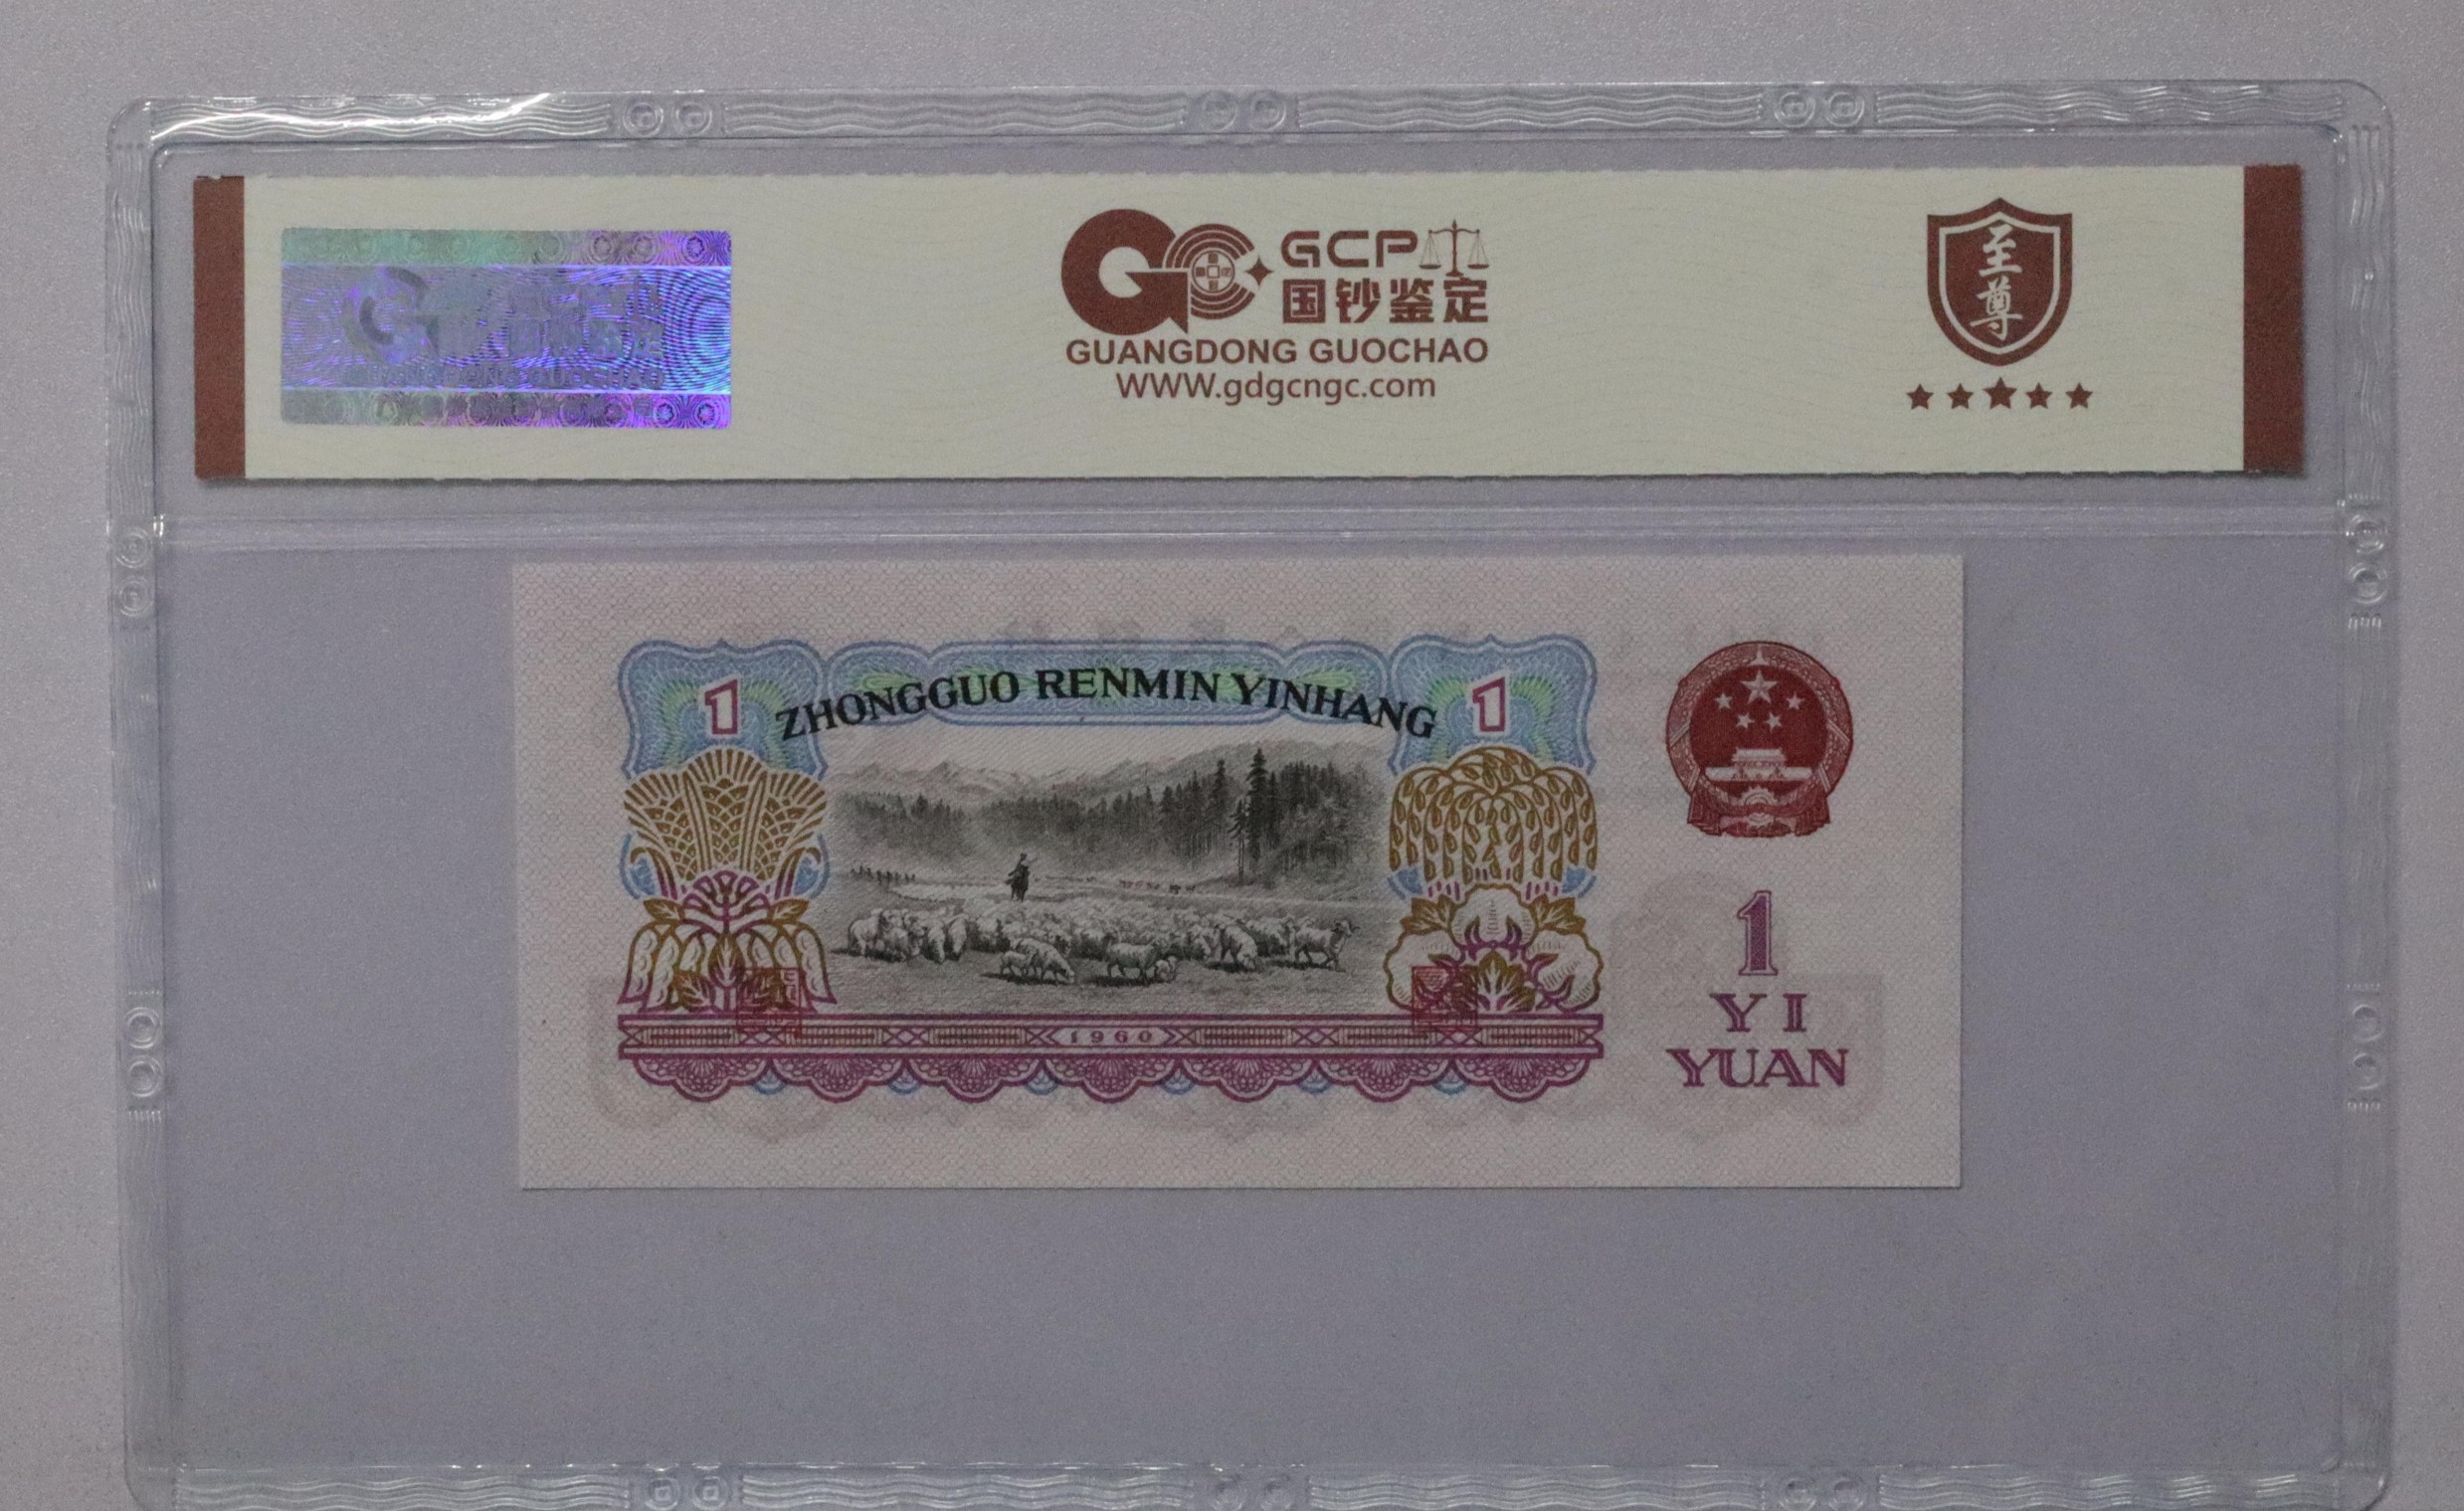 GCP
国钞鉴定
GUANGDONG GUOCHAO
WWW.gdgcngc.com
至尊
ZHONGGUO RENMIN YINHANG
1
1
1960
1
YI
YUAN